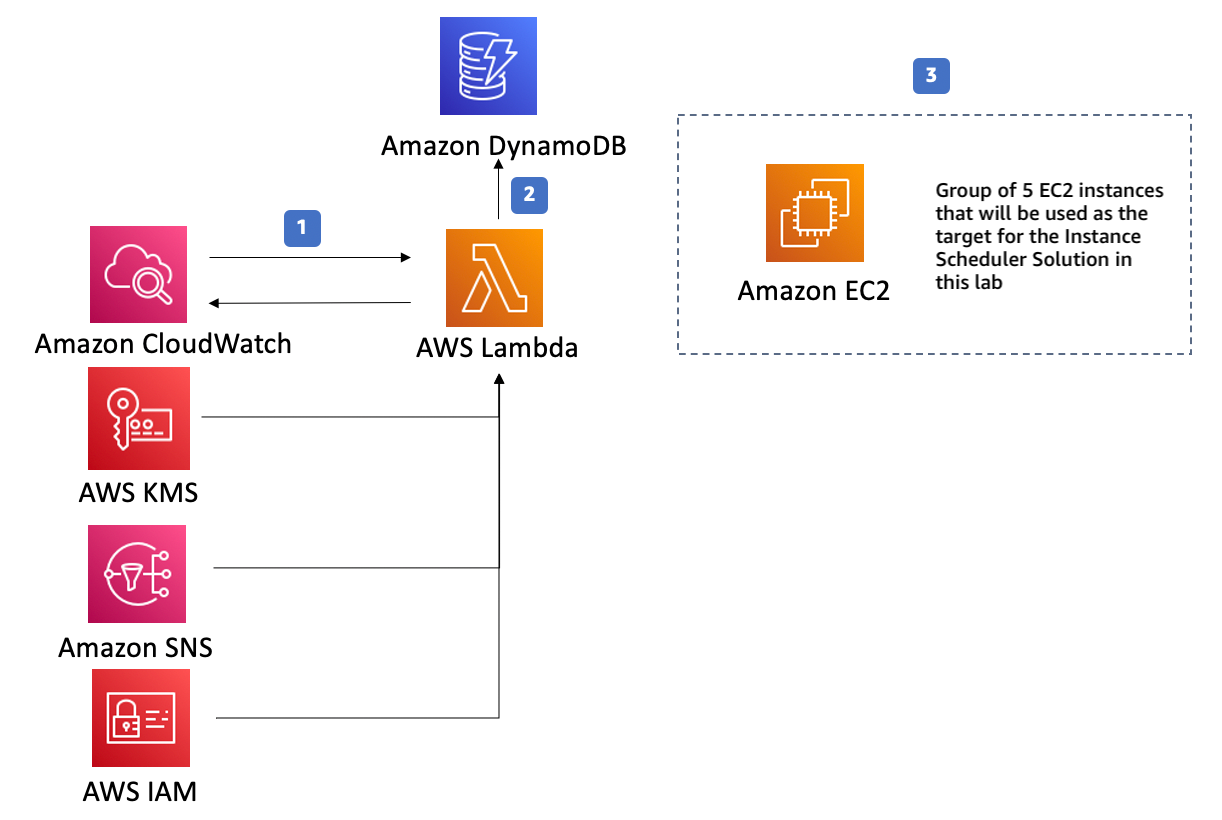 Amazon DynamoDB
3
2
1
Group of 5 EC2 instances
that will be used as the
target for the Instance
Scheduler Solution in
this lab
Amazon EC2
Amazon CloudWatch
AWS Lambda
AWS KMS
Amazon SNS
AWS IAM